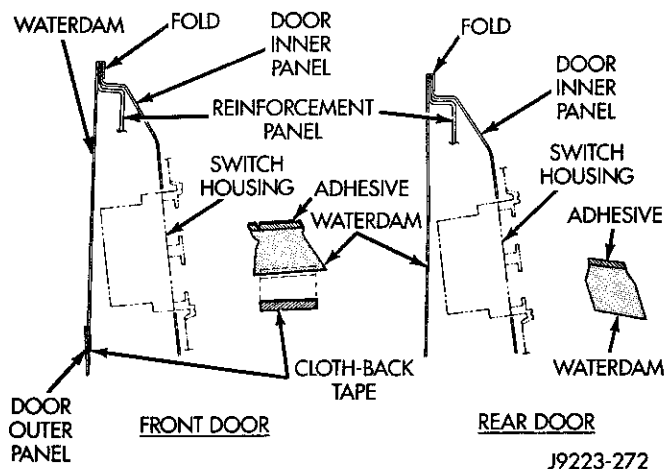 WATERDAM
FOLD
DOOR
INNER
PANEL
REINFORCEMENT
PANEL
SWITCH
HOUSING
ADHESIVE
WATERDAM
CLOTH-BACK
TAPE
DOOR
OUTER
PANEL
FRONT DOOR
FOLD
DOOR
INNER
PANEL
SWITCH
HOUSING
ADHESIVE
WATERDAM
REAR DOOR
J9223-272